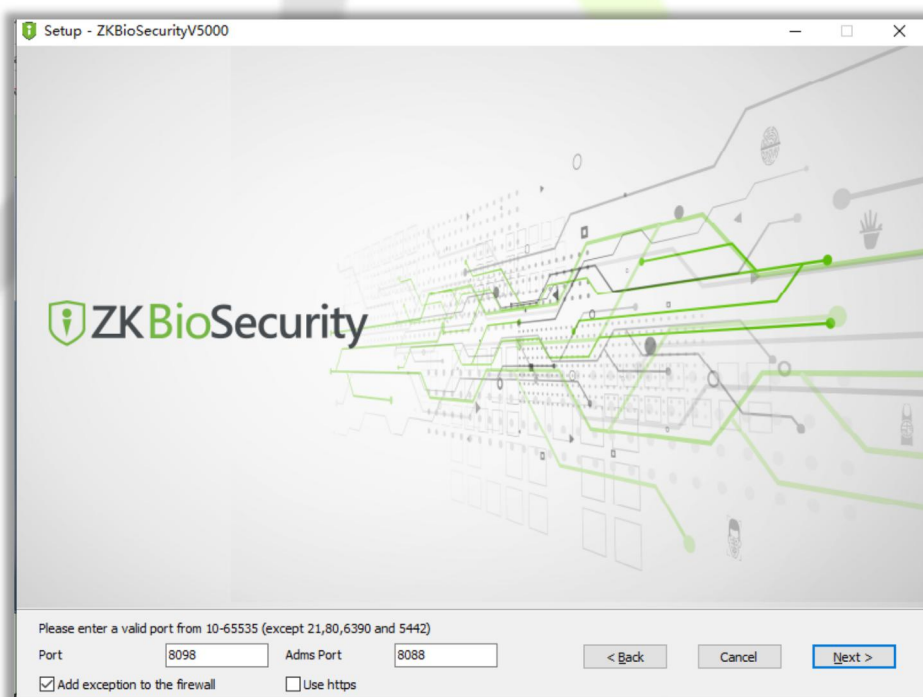 Setup - ZKBioSecurityV5000
ZKBioSecurity
Please enter a valid port from 10-65535 (except 21,80,6390 and 5442)
Port 8098 Adms Port 8088 < Back Cancel Next >
Add exception to the firewall Use https